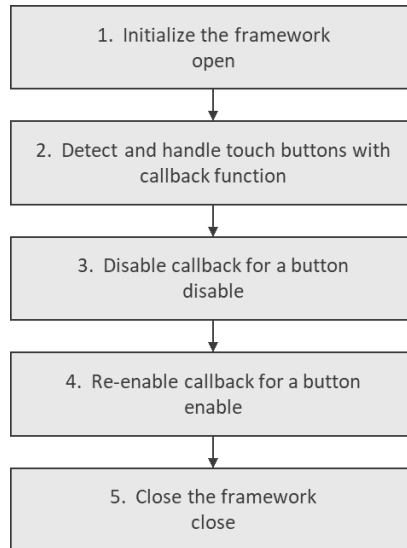 1. Initialize the framework
open
2. Detect and handle touch buttons with
callback function
3. Disable callback for a button
disable
4. Re-enable callback for a button
enable
5. Close the framework
close